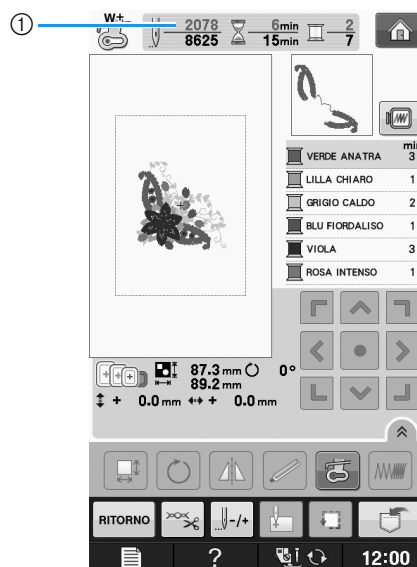 ①
W+
2078 6min 2
8625 15min 7
min
VERDE ANATRA 3
LILLA CHIARO 1
GRIGIO CALDO 2
BLU FIORDALISO 1
VIOLA 3
ROSA INTENSO 1
87.3 mm 0°
89.2 mm
+ 0.0 mm + 0.0 mm
RITORNO -/+
? 12:00